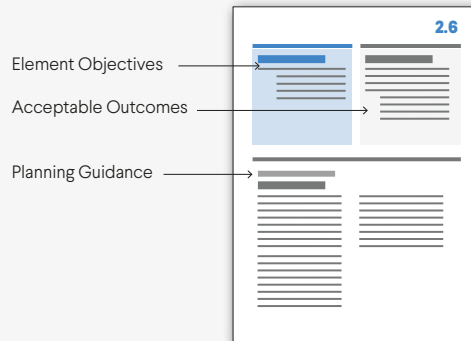 2.6
Element Objectives
Acceptable Outcomes
Planning Guidance